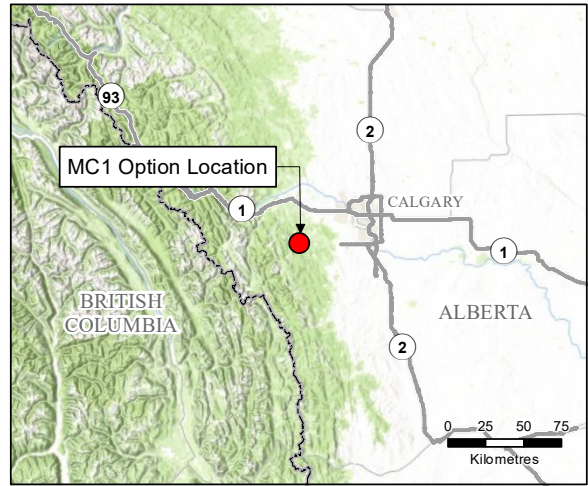 93
2
MC1 Option Location
1
CALGARY
1
BRITISH
COLUMBIA
ALBERTA
2
0 25 50 75
Kilometres